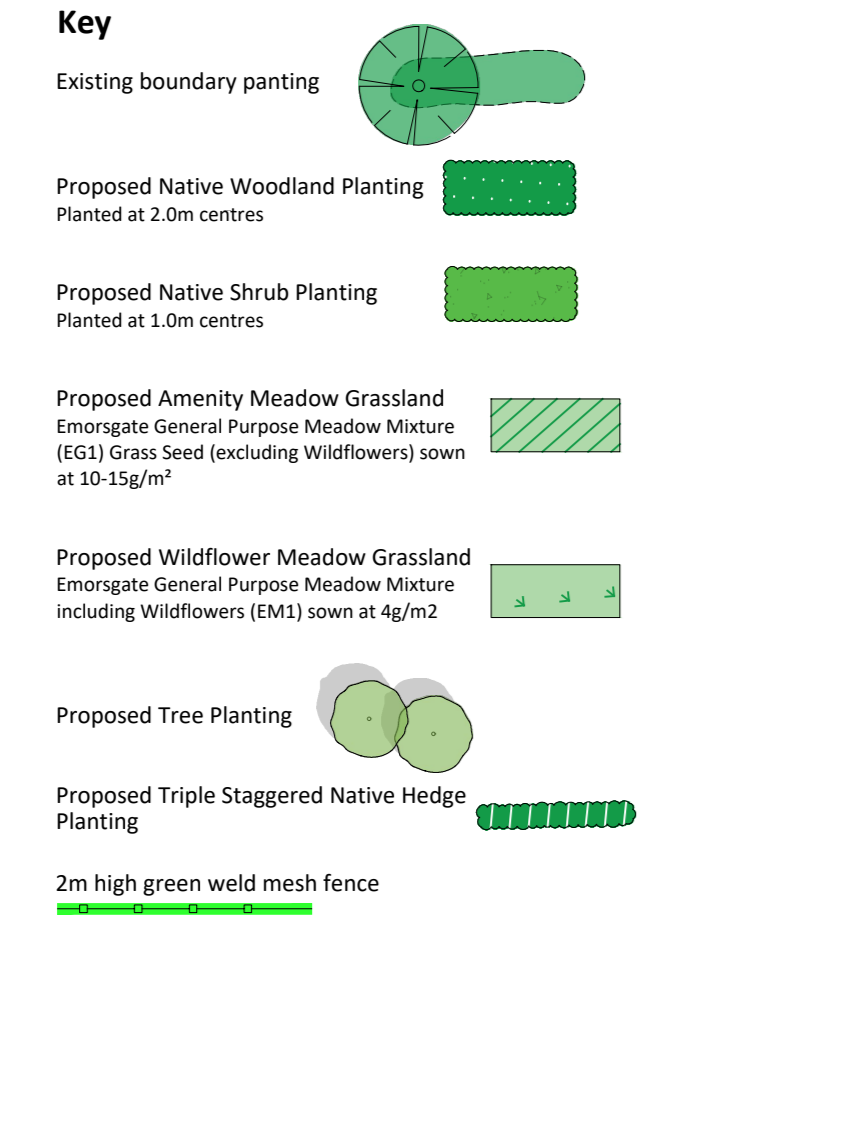 Key
Existing boundary panting
Proposed Native Woodland Planting
Planted at 2.0m centres
Proposed Native Shrub Planting
Planted at 1.0m centres
Proposed Amenity Meadow Grassland
Emorsgate General Purpose Meadow Mixture
(EG1) Grass Seed (excluding Wildflowers) sown
at 10-15g/m²
Proposed Wildflower Meadow Grassland
Emorsgate General Purpose Meadow Mixture
including Wildflowers (EM1) sown at 4g/m2
Proposed Tree Planting
Proposed Triple Staggered Native Hedge
Planting
2m high green weld mesh fence